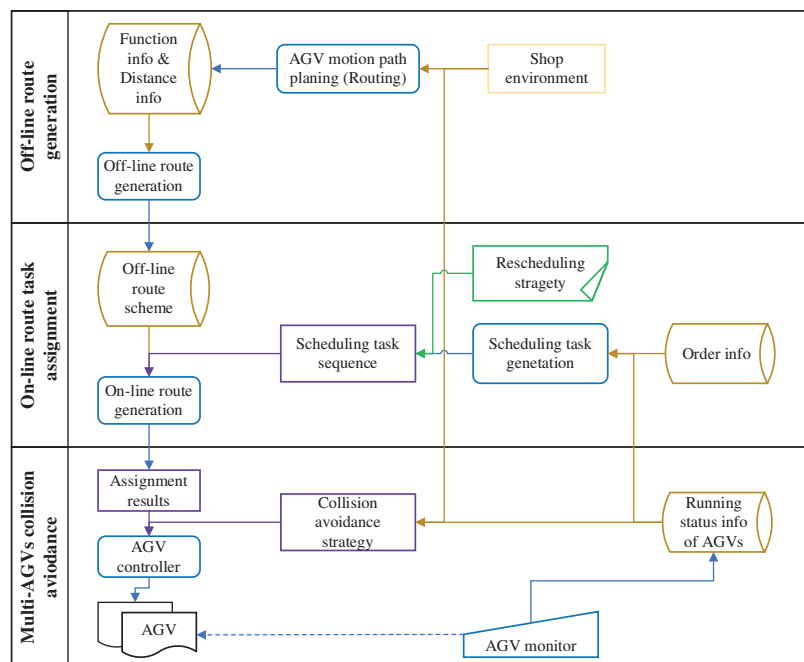 Off-line route
generation
Function
info &
Distance
info
AGV motion path
planing (Routing)
Shop
environment
Off-line route
generation
On-line route task
assignment
Off-line
route
scheme
Rescheduling
stragety
Scheduling task
sequence
Scheduling task
genetation
Order info
On-line route
generation
Multi-AGVs collision
aviodance
Assignment
results
Collision
avoidance
strategy
Running
status info
of AGVs
AGV
controller
AGV
AGV monitor